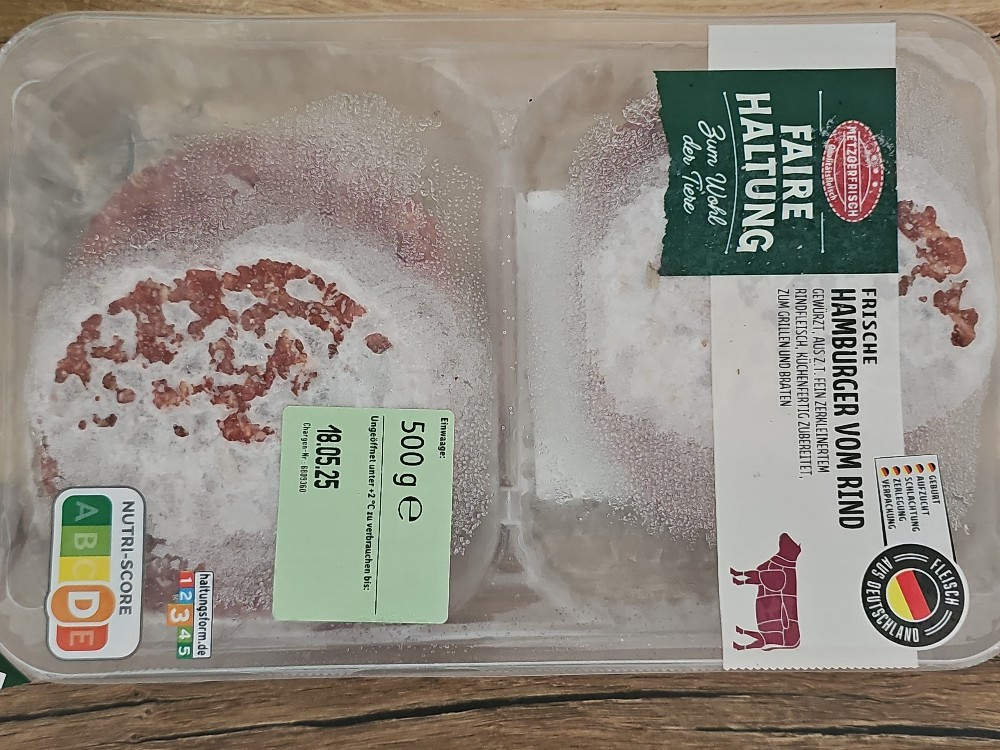 METZGERFRISCH
Qualitätsfleisch
FAIRE
HALTUNG
Zum Wohl
der Tiere
FRISCHE
HAMBURGER VOM RIND
GEWÜRZT, AUS Z.T. FEIN ZERKLEINERTEM
RINDFLEISCH, KÜCHENFERTIG ZUBEREITET,
ZUM GRILLEN UND BRATEN
GEBURT
AUFZUCHT
SCHLACHTUNG
ZERLEGUNG
VERPACKUNG
FLEISCH
AUS DEUTSCHLAND
Einwaage:
500 g e
Ungeöffnet unter +2 °C zu verbrauchen bis:
18.05.25
NUTRI-SCORE
A B C D E
haltungsform.de
1 2 3 4 5